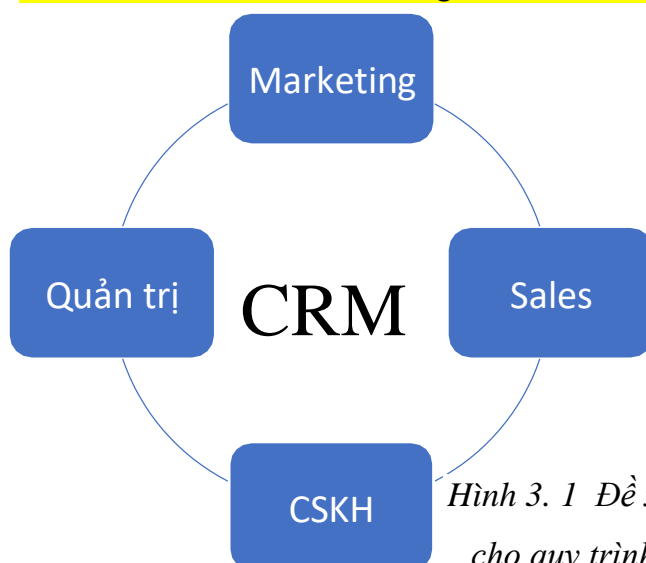 Marketing
Quản trị
CRM
Sales
CSKH
Hình 3. 1 Đề
cho quy trình